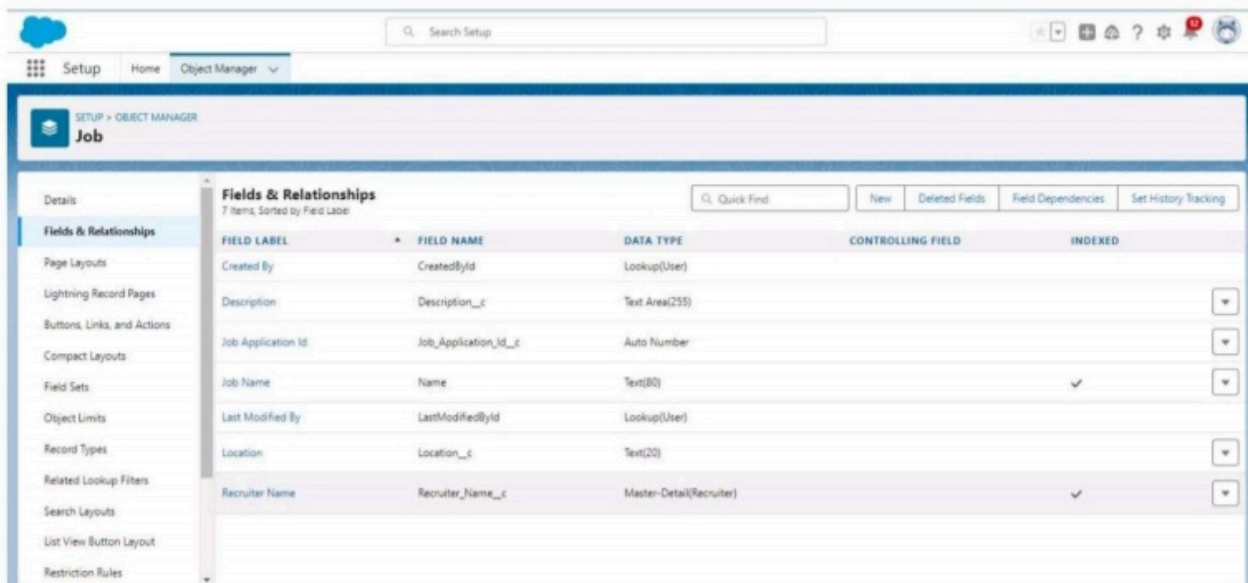 Search Setup
12
Setup Home Object Manager
SETUP > OBJECT MANAGER
Job
Details
Fields & Relationships
Page Layouts
Lightning Record Pages
Buttons, Links, and Actions
Compact Layouts
Field Sets
Object Limits
Record Types
Related Lookup Filters
Search Layouts
List View Button Layout
Restriction Rules
Fields & Relationships
7 Items, Sorted by Field Label
Quick Find
New Deleted Fields Field Dependencies Set History Tracking
FIELD LABEL FIELD NAME DATA TYPE CONTROLLING FIELD INDEXED
Created By CreatedById Lookup(User)
Description Description__c Text Area(255)
Job Application Id Job_Application_Id__c Auto Number
Job Name Name Text(80)
Last Modified By LastModifiedById Lookup(User)
Location Location__c Text(20)
Recruiter Name Recruiter_Name__c Master-Detail(Recruiter)